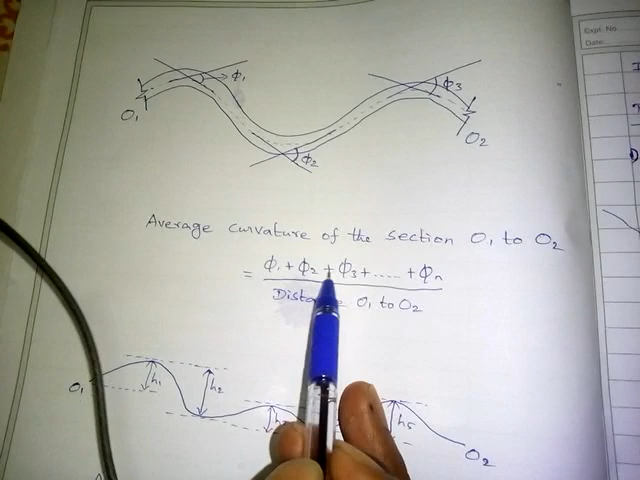 Expt. No.
Date
φ1
φ3
O1
O2
φ2
Average curvature of the section O1 to O2
= φ1 + φ2 + φ3 + ..... + φn
O1 to O2
h1
h2
O1
h5
O2